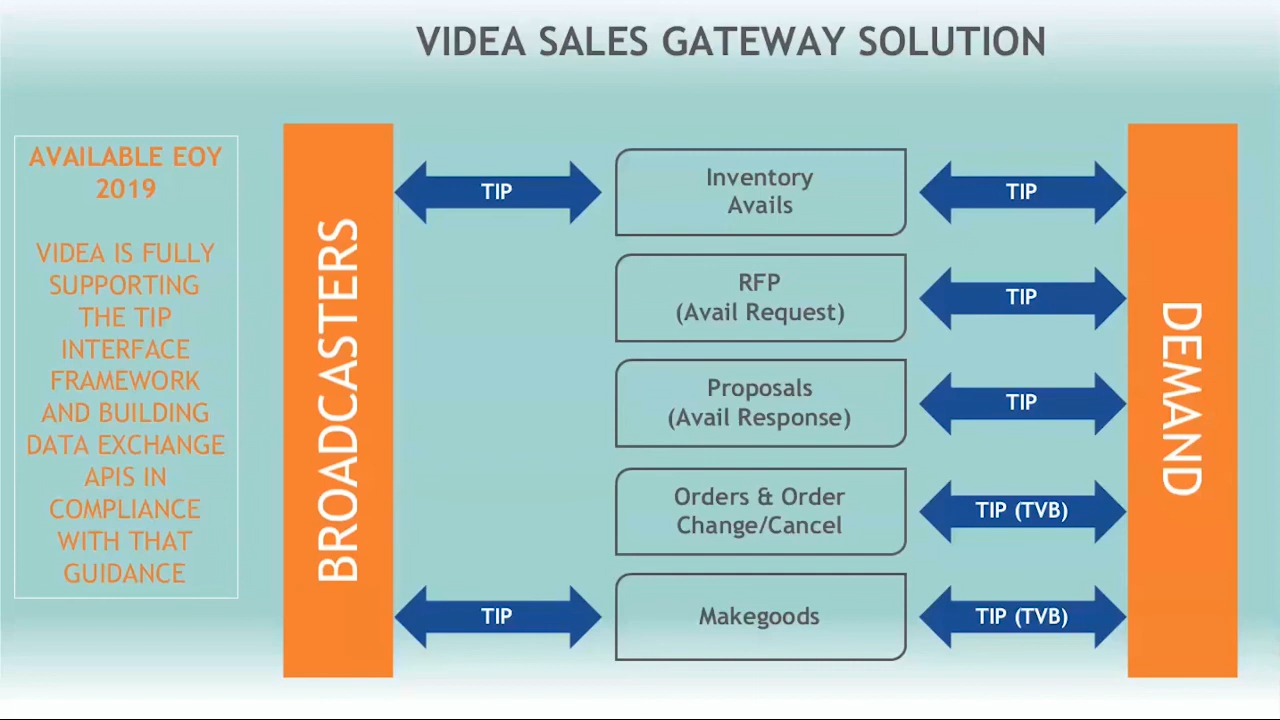 VIDEA SALES GATEWAY SOLUTION
AVAILABLE EOY
2019
VIDEA IS FULLY
SUPPORTING
THE TIP
INTERFACE
FRAMEWORK
AND BUILDING
DATA EXCHANGE
APIS IN
COMPLIANCE
WITH THAT
GUIDANCE
BROADCASTERS
TIP
Inventory
Avails
TIP
RFP
(Avail Request)
TIP
Proposals
(Avail Response)
TIP
Orders & Order
Change/Cancel
TIP (TVB)
TIP
Makegoods
TIP (TVB)
DEMAND